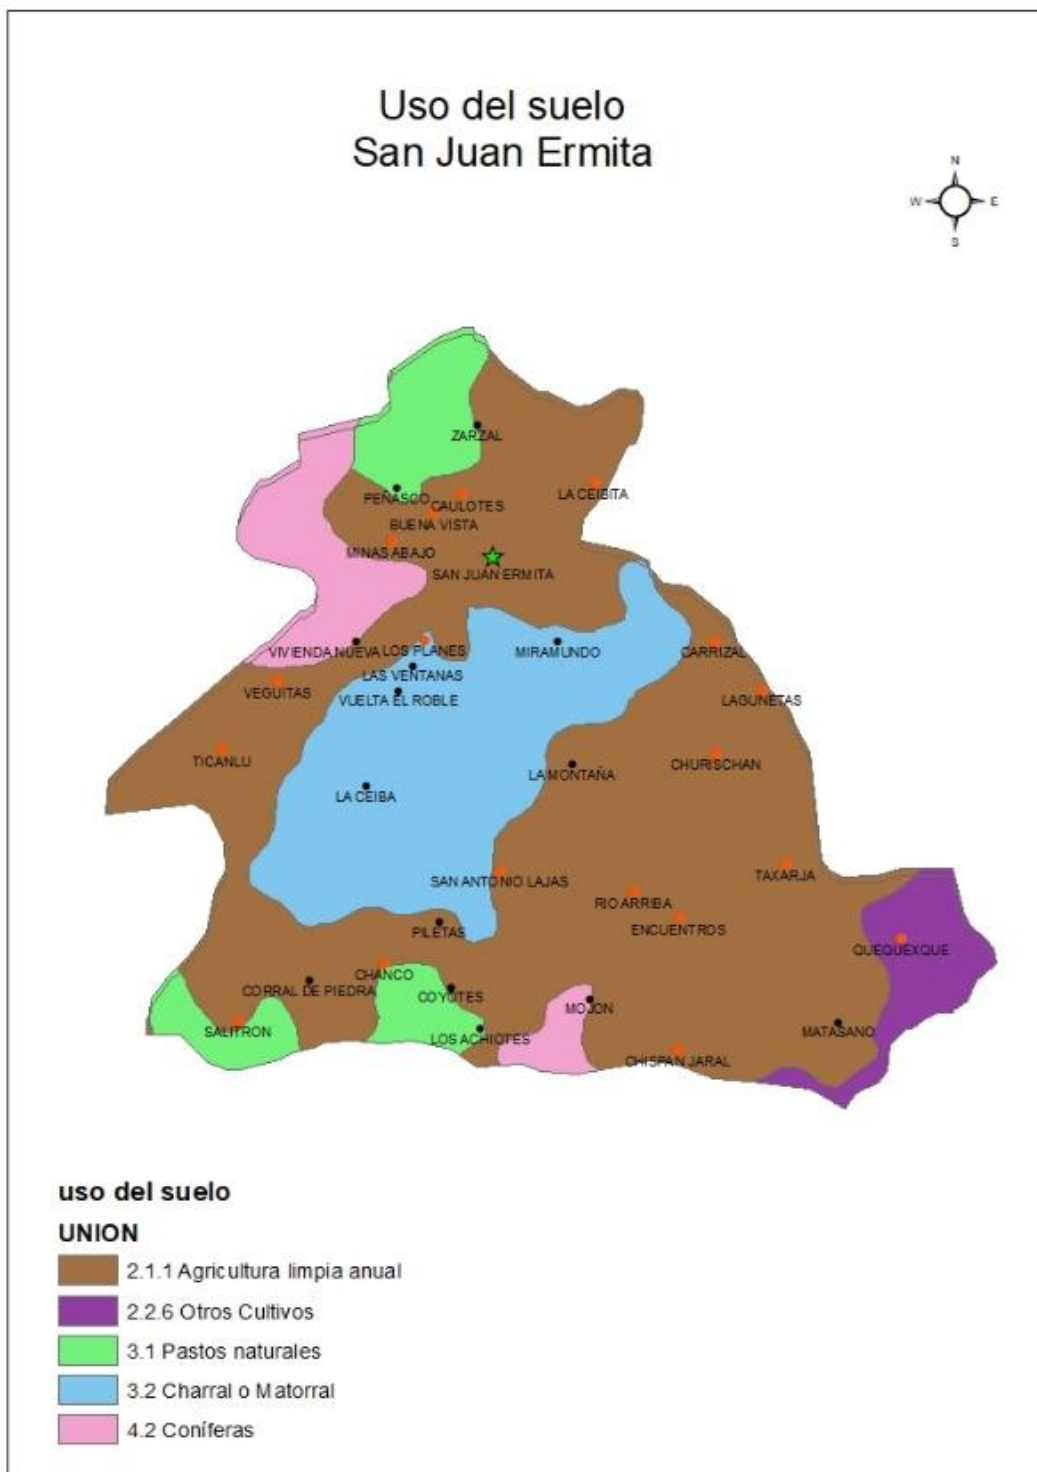 Uso del suelo
San Juan Ermita
N
W
E
S
ZARZAL
PEÑASCO
CAULOTES
LA CEIBITA
BUENA VISTA
MINAS ABAJO
SAN JUAN ERMITA
VIVIENDA NUEVA
LOS PLANES
MIRAMUNDO
CARRIZAL
LAS VENTANAS
VEGUITAS
VUELTA EL ROBLE
LAGUNETAS
TICANLU
LA MONTAÑA
CHURISCHAN
LA CEIBA
SAN ANTONIO LAJAS
TAXARJA
RIO ARRIBA
ENCUENTROS
PILETAS
QUEQUEXQUE
CHANCO
CORRAL DE PIEDRA
COYOTES
MOJON
SALITRON
LOS ACHIOTES
MATASANO
CHISPAN JARAL
uso del suelo
UNION
2.1.1 Agricultura limpia anual
2.2.6 Otros Cultivos
3.1 Pastos naturales
3.2 Charral o Matorral
4.2 Coníferas